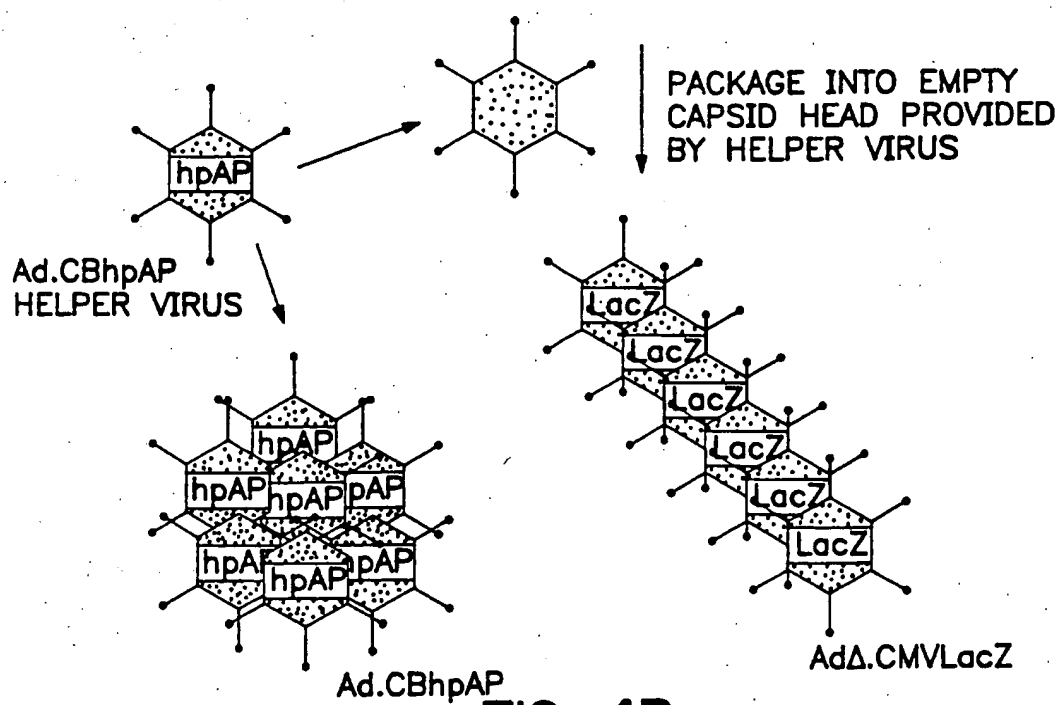 PACKAGE INTO EMPTY
CAPSID HEAD PROVIDED
BY HELPER VIRUS
hpAP
Ad.CBhpAP
HELPER VIRUS
LacZ
LacZ
LacZ
LacZ
LacZ
LacZ
hpAP
hpAP
hpAP
pAP
hpAP
hpAP
hpAP
AdΔ.CMVLacZ
Ad.CBhpAP